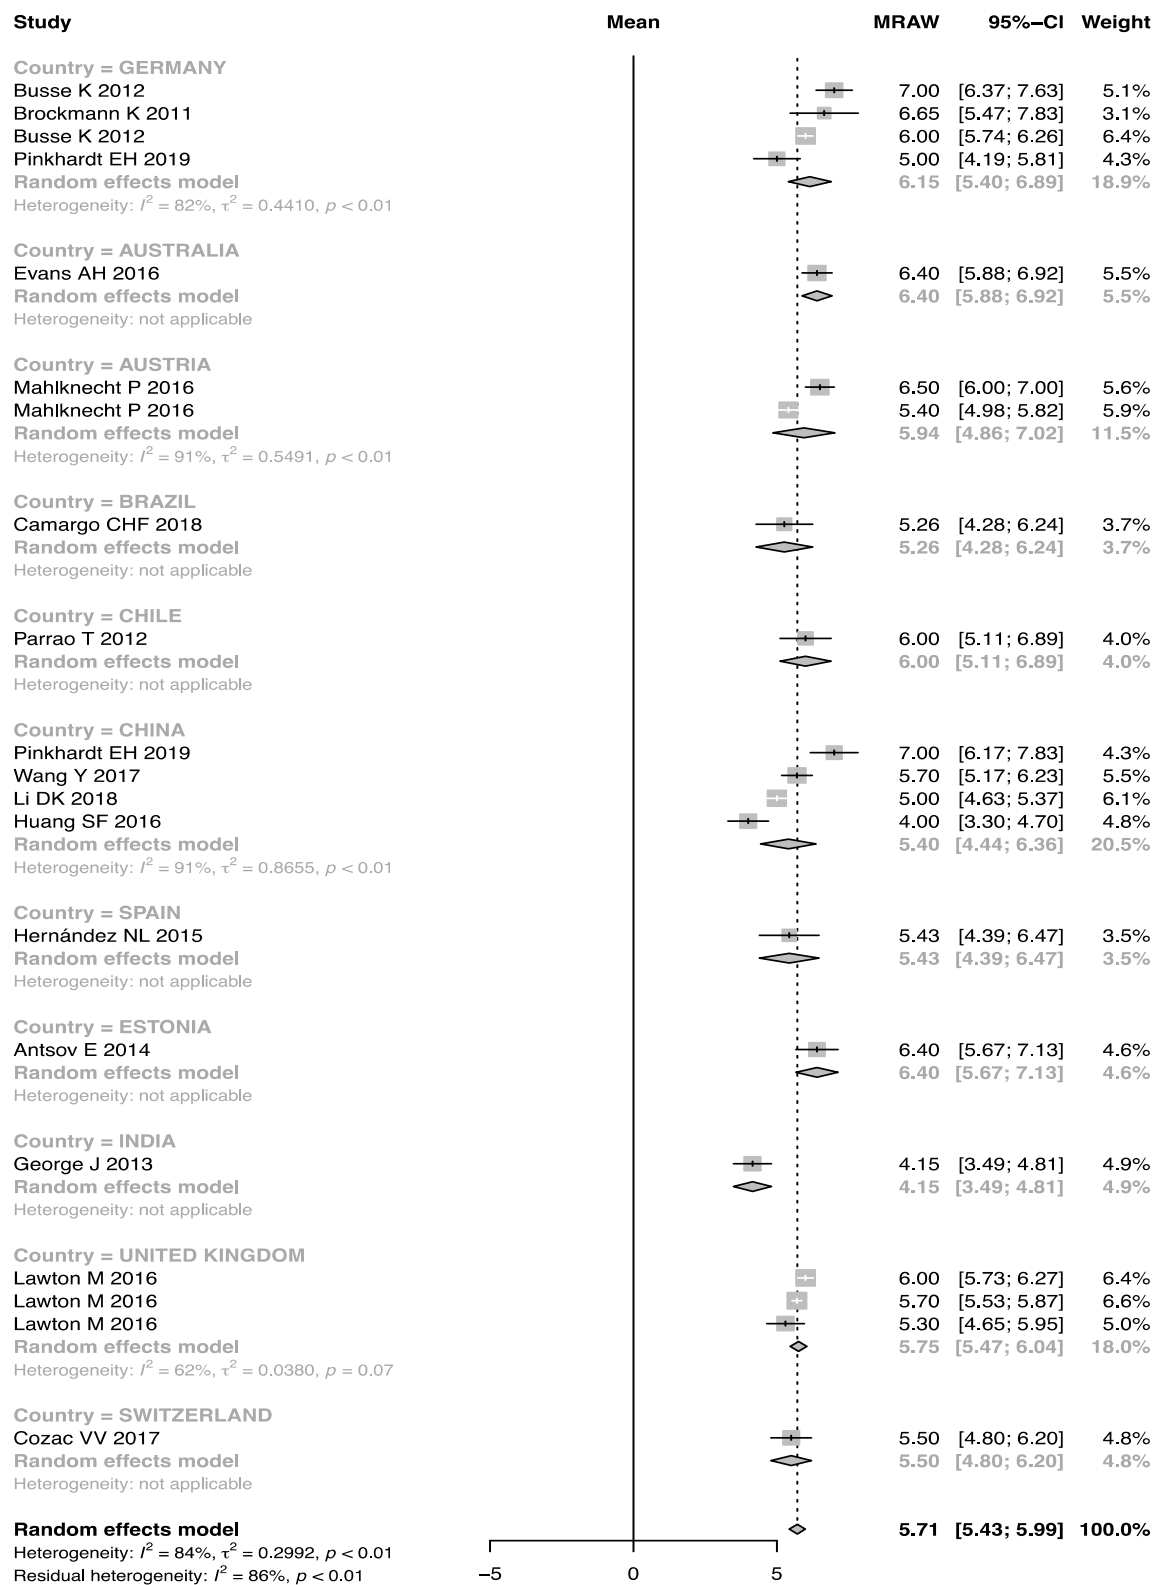 Study Mean MRAW 95%−CI Weight
Country = GERMANY
Busse K 2012 7.00 [6.37; 7.63] 5.1%
Brockmann K 2011 6.65 [5.47; 7.83] 3.1%
Busse K 2012 6.00 [5.74; 6.26] 6.4%
Pinkhardt EH 2019 5.00 [4.19; 5.81] 4.3%
Random effects model 6.15 [5.40; 6.89] 18.9%
Heterogeneity: I² = 82%, τ² = 0.4410, p < 0.01
Country = AUSTRALIA
Evans AH 2016 6.40 [5.88; 6.92] 5.5%
Random effects model 6.40 [5.88; 6.92] 5.5%
Heterogeneity: not applicable
Country = AUSTRIA
Mahlknecht P 2016 6.50 [6.00; 7.00] 5.6%
Mahlknecht P 2016 5.40 [4.98; 5.82] 5.9%
Random effects model 5.94 [4.86; 7.02] 11.5%
Heterogeneity: I² = 91%, τ² = 0.5491, p < 0.01
Country = BRAZIL
Camargo CHF 2018 5.26 [4.28; 6.24] 3.7%
Random effects model 5.26 [4.28; 6.24] 3.7%
Heterogeneity: not applicable
Country = CHILE
Parrao T 2012 6.00 [5.11; 6.89] 4.0%
Random effects model 6.00 [5.11; 6.89] 4.0%
Heterogeneity: not applicable
Country = CHINA
Pinkhardt EH 2019 7.00 [6.17; 7.83] 4.3%
Wang Y 2017 5.70 [5.17; 6.23] 5.5%
Li DK 2018 5.00 [4.63; 5.37] 6.1%
Huang SF 2016 4.00 [3.30; 4.70] 4.8%
Random effects model 5.40 [4.44; 6.36] 20.5%
Heterogeneity: I² = 91%, τ² = 0.8655, p < 0.01
Country = SPAIN
Hernández NL 2015 5.43 [4.39; 6.47] 3.5%
Random effects model 5.43 [4.39; 6.47] 3.5%
Heterogeneity: not applicable
Country = ESTONIA
Antsov E 2014 6.40 [5.67; 7.13] 4.6%
Random effects model 6.40 [5.67; 7.13] 4.6%
Heterogeneity: not applicable
Country = INDIA
George J 2013 4.15 [3.49; 4.81] 4.9%
Random effects model 4.15 [3.49; 4.81] 4.9%
Heterogeneity: not applicable
Country = UNITED KINGDOM
Lawton M 2016 6.00 [5.73; 6.27] 6.4%
Lawton M 2016 5.70 [5.53; 5.87] 6.6%
Lawton M 2016 5.30 [4.65; 5.95] 5.0%
Random effects model 5.75 [5.47; 6.04] 18.0%
Heterogeneity: I² = 62%, τ² = 0.0380, p = 0.07
Country = SWITZERLAND
Cozac VV 2017 5.50 [4.80; 6.20] 4.8%
Random effects model 5.50 [4.80; 6.20] 4.8%
Heterogeneity: not applicable
Random effects model 5.71 [5.43; 5.99] 100.0%
Heterogeneity: I² = 84%, τ² = 0.2992, p < 0.01
Residual heterogeneity: I² = 86%, p < 0.01
−5 0 5